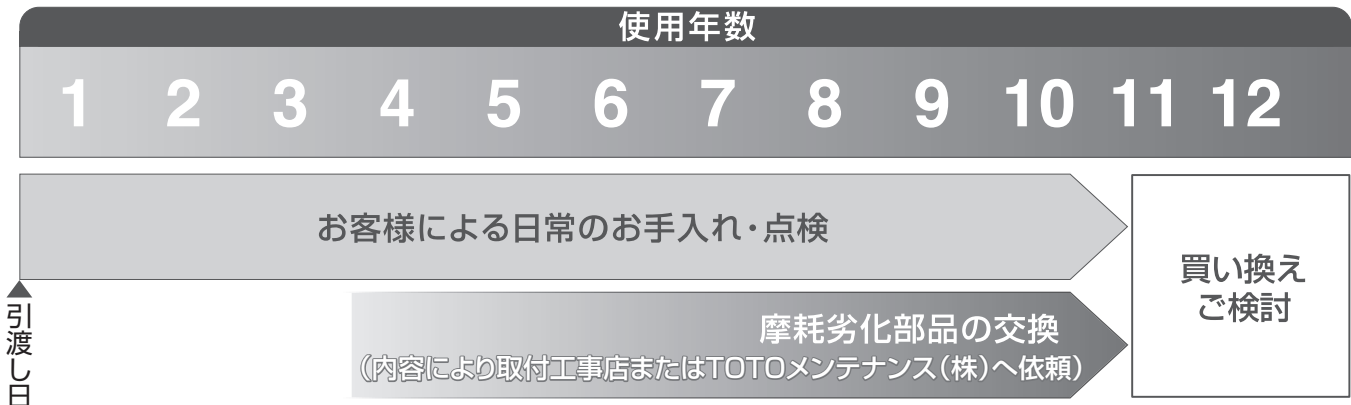 使用年数
1 2 3 4 5 6 7 8 9 10 11 12
お客様による日常のお手入れ・点検
買い換え
ご検討
▲
引渡し日
摩耗劣化部品の交換
（内容により取付工事店またはTOTOメンテナンス（株）へ依頼）